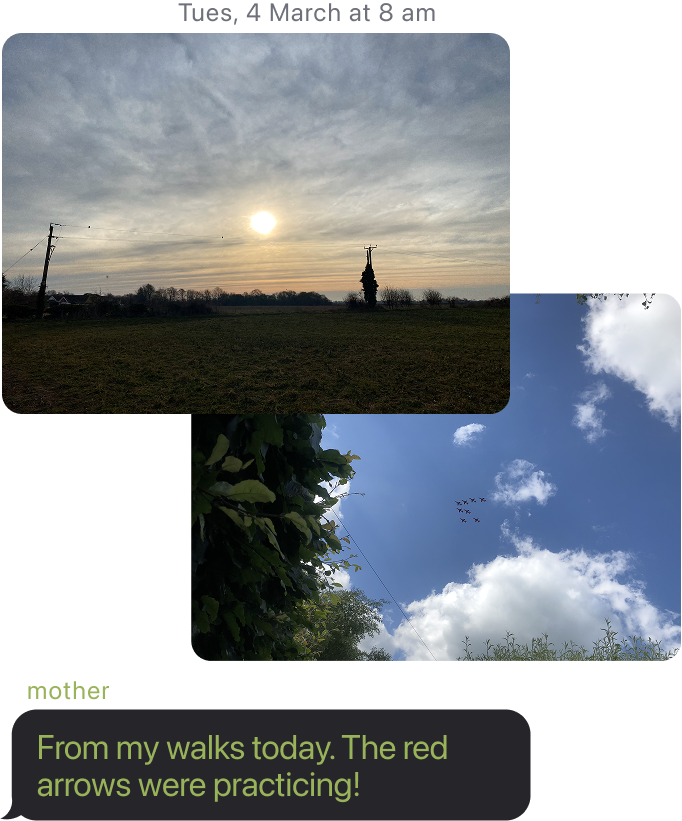 Tues, 4 March at 8 am
mother
From my walks today. The red
arrows were practicing!